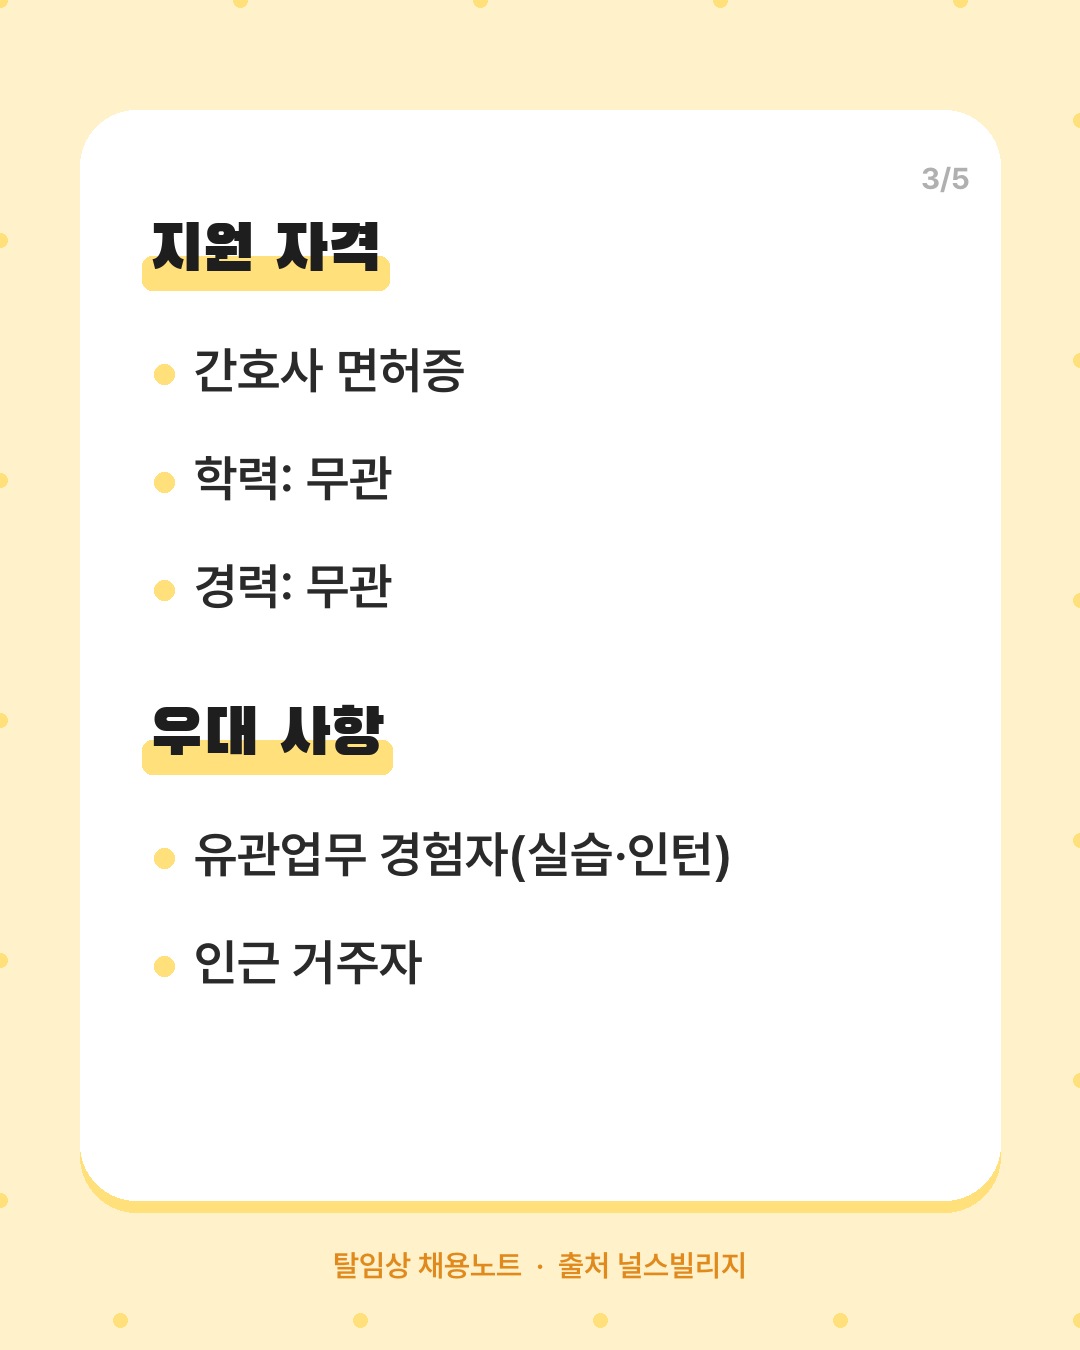 3/5
지원 자격
간호사 면허증
학력: 무관
경력: 무관
우대 사항
유관업무 경험자(실습·인턴)
인근 거주자
탈임상 채용노트 · 출처 널스빌리지